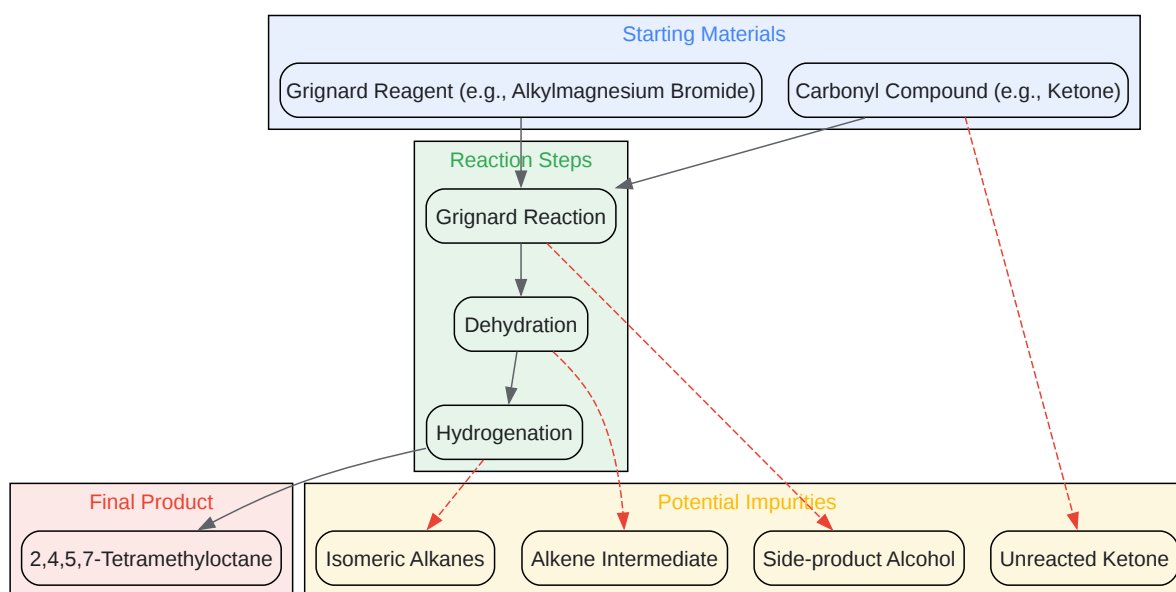 Starting Materials
Grignard Reagent (e.g., Alkylmagnesium Bromide)
Carbonyl Compound (e.g., Ketone)
Reaction Steps
Grignard Reaction
Dehydration
Hydrogenation
Final Product
2,4,5,7-Tetramethyloctane
Potential Impurities
Isomeric Alkanes
Alkene Intermediate
Side-product Alcohol
Unreacted Ketone